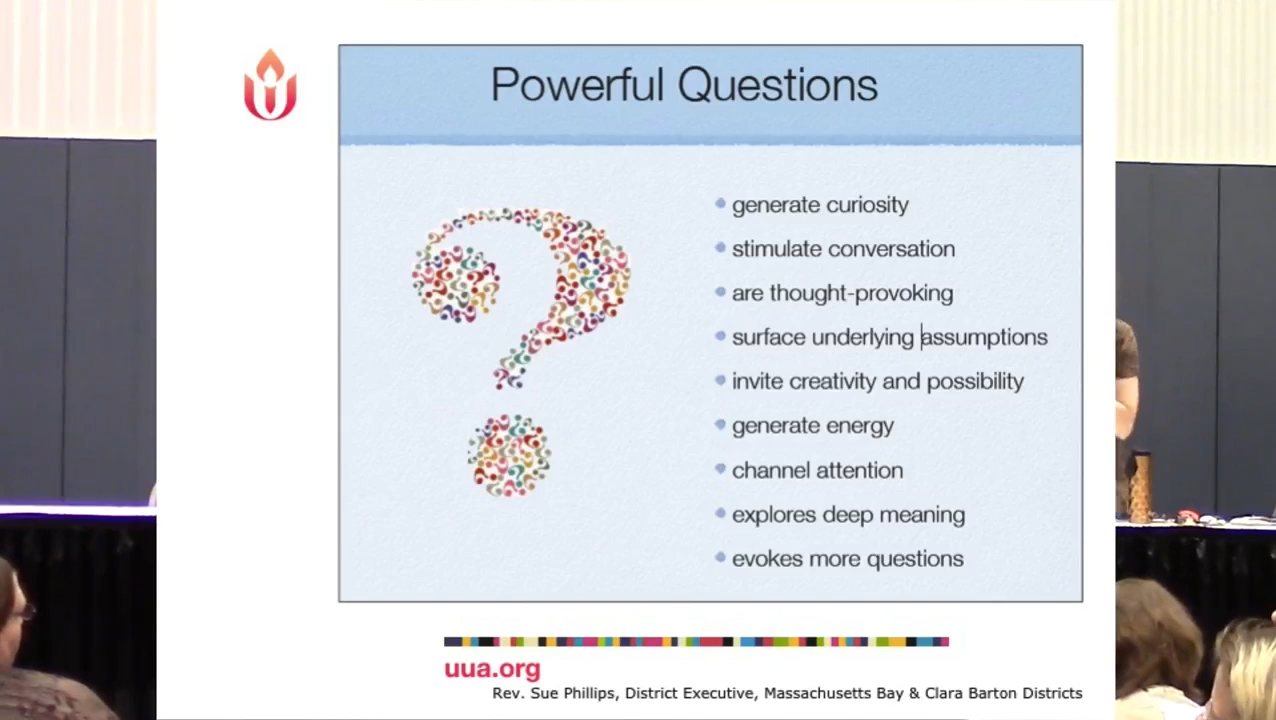 Powerful Questions
generate curiosity
stimulate conversation
are thought-provoking
surface underlying assumptions
invite creativity and possibility
generate energy
channel attention
explores deep meaning
evokes more questions
uua.org
Rev. Sue Phillips, District Executive, Massachusetts Bay & Clara Barton Districts